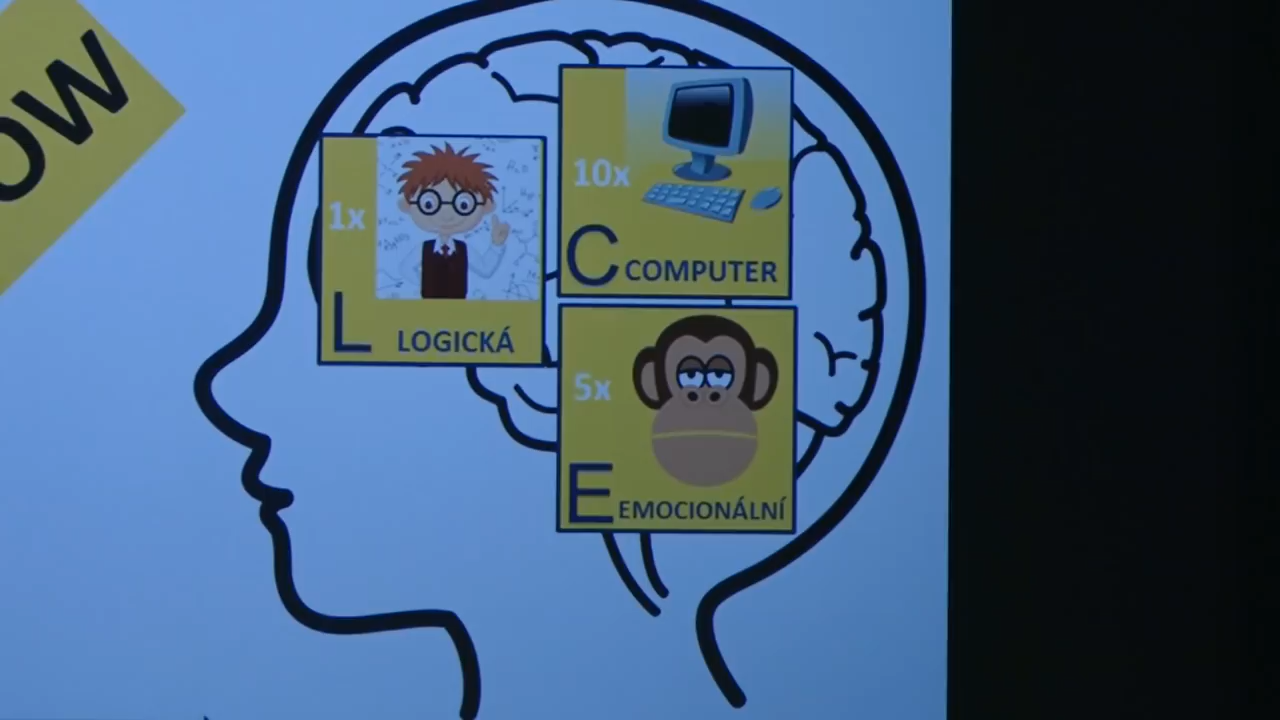 OW
1x
L LOGICKÁ
10x
C COMPUTER
5x
E EMOCIONÁLNÍ